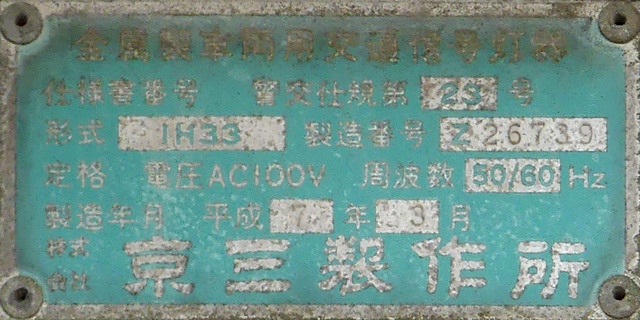 金属製車両用交通信号灯器
仕様書番号 警交仕規第 23 号
形式 1H33 製造番号 Z26739
定格 電圧AC100V 周波数 50/60 Hz
製造年月 平成 7 年 3 月
株式会社 京三製作所